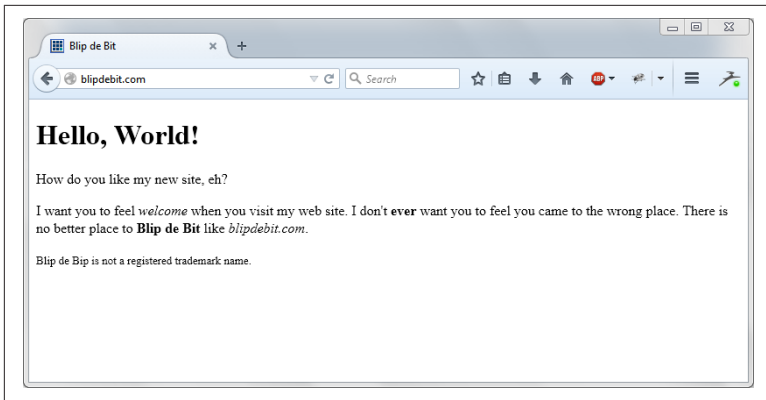 Blip de Bit
blipdebit.com
Search
ABP
Hello, World!
How do you like my new site, eh?
I want you to feel welcome when you visit my web site. I don't ever want you to feel you came to the wrong place. There is
no better place to Blip de Bit like blipdebit.com.
Blip de Bip is not a registered trademark name.